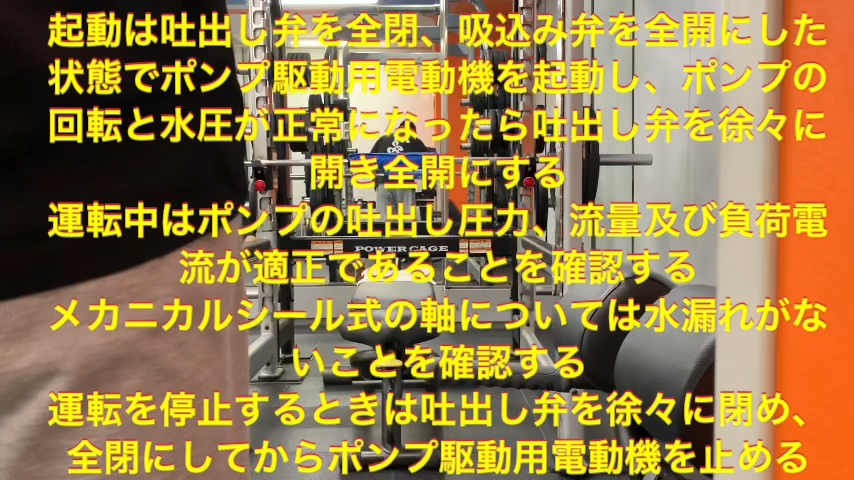 起動は吐出し弁を全閉、吸込み弁を全開にした
状態でポンプ駆動用電動機を起動し、ポンプの
回転と水圧が正常になったら吐出し弁を徐々に
開き全開にする
運転中はポンプの吐出し圧力、流量及び負荷電
流が適正であることを確認する
POWER CAGE
メカニカルシール式の軸については水漏れがな
いことを確認する
運転を停止するときは吐出し弁を徐々に閉め、
全閉にしてからポンプ駆動用電動機を止める